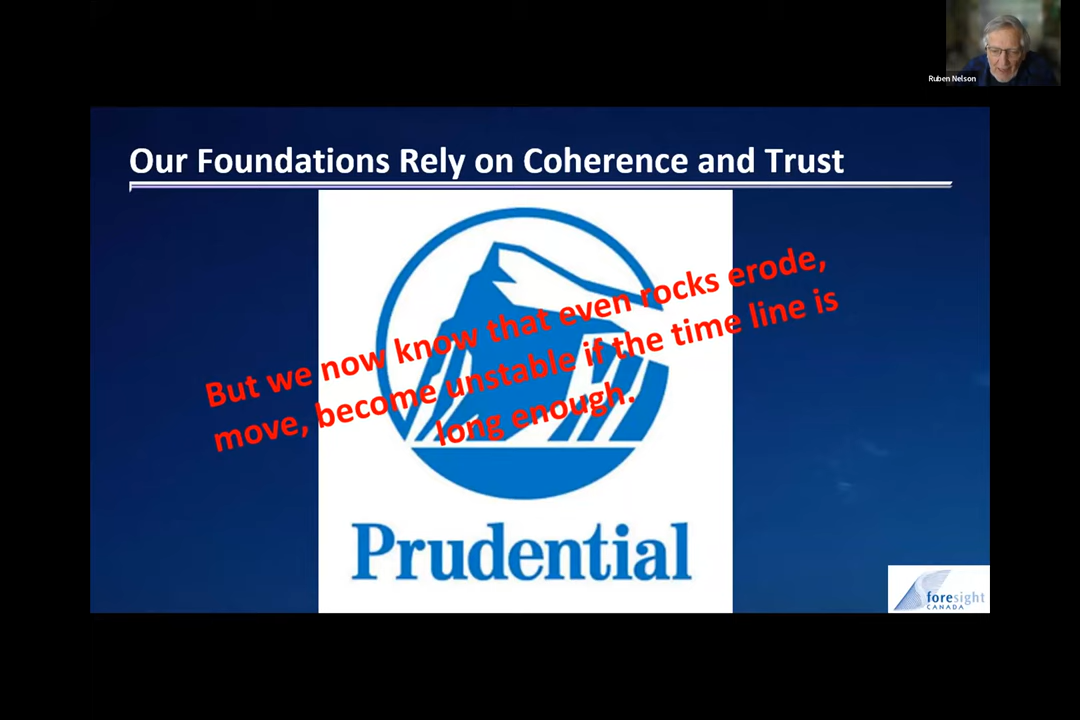 Ruben Nelson
Our Foundations Rely on Coherence and Trust
But we now know that even rocks erode,
move, become unstable if the time line is
long enough.
Prudential
foresight
CANADA